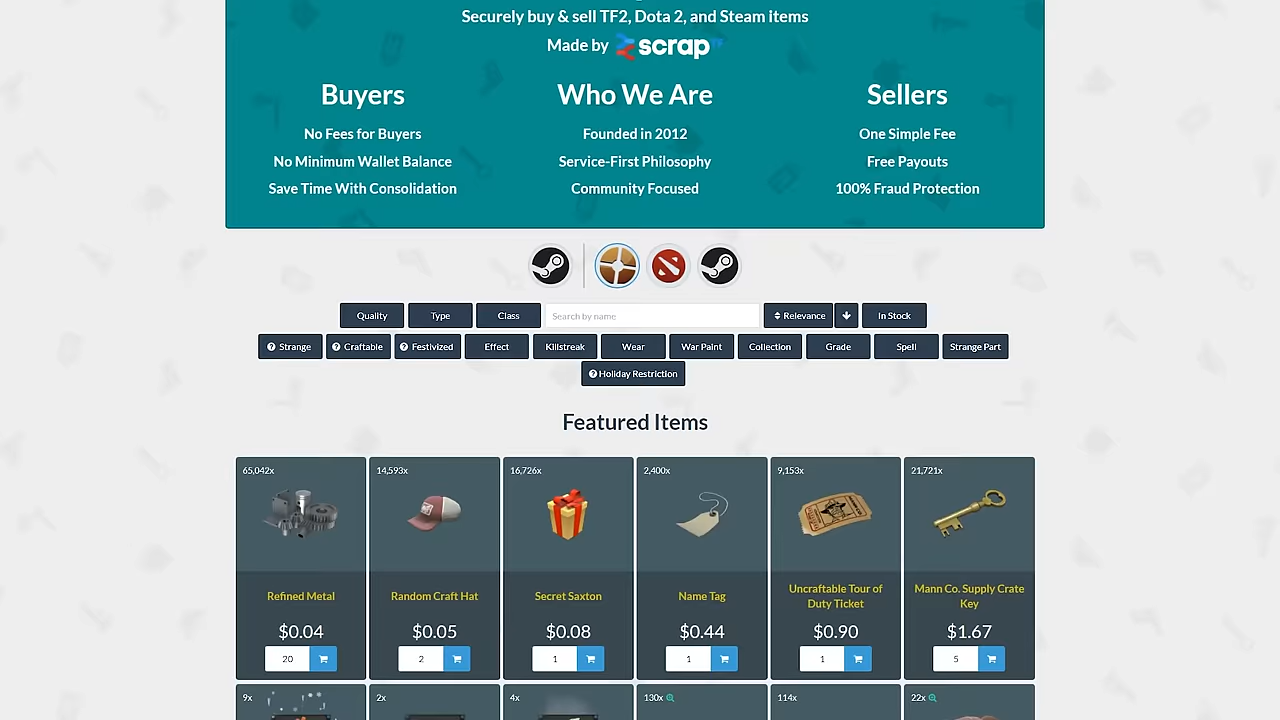 Securely buy & sell TF2, Dota 2, and Steam items
Made by scrap TF
Buyers
No Fees for Buyers
No Minimum Wallet Balance
Save Time With Consolidation
Who We Are
Founded in 2012
Service-First Philosophy
Community Focused
Sellers
One Simple Fee
Free Payouts
100% Fraud Protection
Quality Type Class Search by name Relevance In Stock
Strange Craftable Festivized Effect Killstreak Wear War Paint Collection Grade Spell Strange Part
Holiday Restriction
Featured Items
65,042x
Refined Metal
$0.04
20
14,593x
Random Craft Hat
$0.05
2
16,726x
Secret Saxton
$0.08
1
2,400x
Name Tag
$0.44
1
9,153x
Uncraftable Tour of
Duty Ticket
$0.90
1
21,721x
Mann Co. Supply Crate
Key
$1.67
5
9x 2x 4x 130x 114x 22x